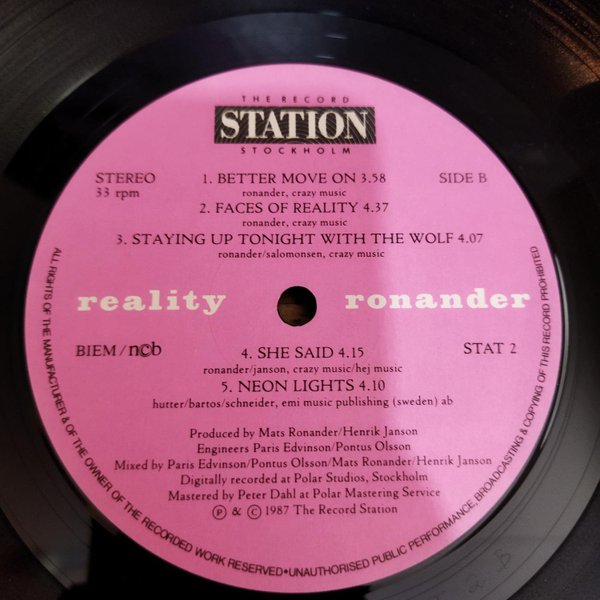 THE RECORD
STATION
STOCKHOLM
STEREO
33 rpm
SIDE B
1. BETTER MOVE ON 3.58
ronander, crazy music
2. FACES OF REALITY 4.37
ronander, crazy music
3. STAYING UP TONIGHT WITH THE WOLF 4.07
ronander/salomonsen, crazy music
reality ronander
BIEM/ncb
STAT 2
4. SHE SAID 4.15
ronander/janson, crazy music/hej music
5. NEON LIGHTS 4.10
hutter/bartos/schneider, emi music publishing (sweden) ab
Produced by Mats Ronander/Henrik Janson
Engineers Paris Edvinson/Pontus Olsson
Mixed by Paris Edvinson/Pontus Olsson/Mats Ronander/Henrik Janson
Digitally recorded at Polar Studios, Stockholm
Mastered by Peter Dahl at Polar Mastering Service
Ⓟ & © 1987 The Record Station
ALL RIGHTS OF THE MANUFACTURER & OF THE OWNER OF THE RECORDED WORK RESERVED•UNAUTHORISED PUBLIC PERFORMANCE, BROADCASTING & COPYING OF THIS RECORD PROHIBITED